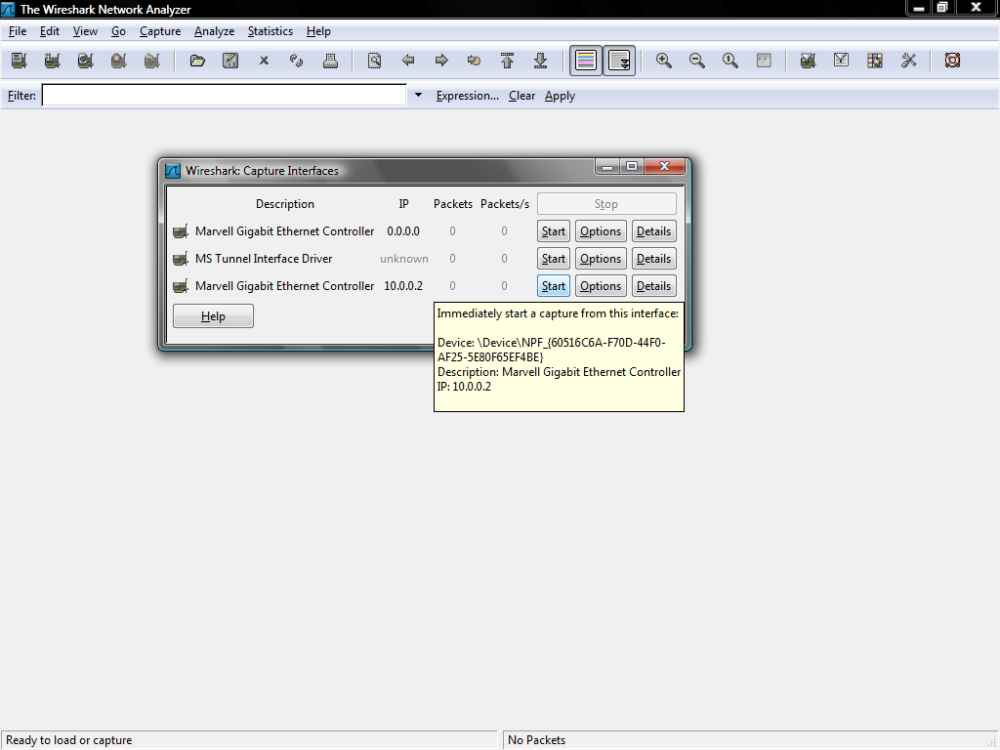 The Wireshark Network Analyzer
File Edit View Go Capture Analyze Statistics Help
Filter: Expression... Clear Apply
Wireshark: Capture Interfaces
Description IP Packets Packets/s Stop
Marvell Gigabit Ethernet Controller 0.0.0.0 0 0 Start Options Details
MS Tunnel Interface Driver unknown 0 0 Start Options Details
Marvell Gigabit Ethernet Controller 10.0.0.2 0 0 Start Options Details
Help
Immediately start a capture from this interface:
Device: \Device\NPF_{60516C6A-F70D-44F0-
AF25-5E80F65EF4BE}
Description: Marvell Gigabit Ethernet Controller
IP: 10.0.0.2
Ready to load or capture No Packets